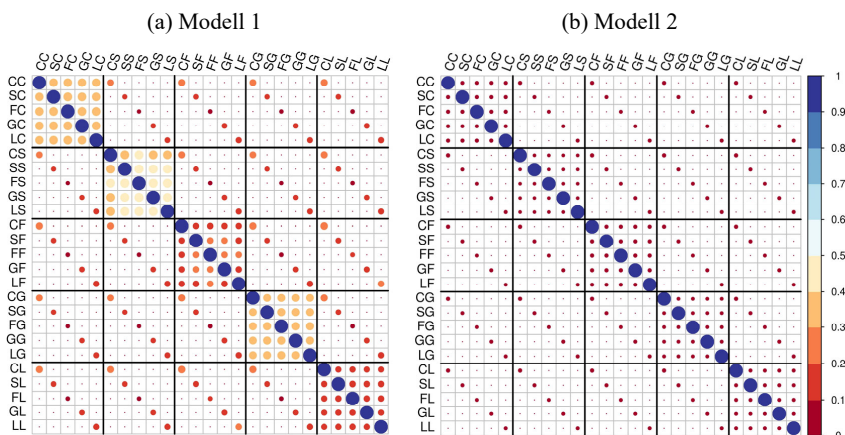 (a) Modell 1
(b) Modell 2
CC SC FC GC LC CS SS FS GS LS CF SF FF GF LF CG SG FG GG LG CL SL FL GL LL
CC
SC
FC
GC
LC
CS
SS
FS
GS
LS
CF
SF
FF
GF
LF
CG
SG
FG
GG
LG
CL
SL
FL
GL
LL
CC SC FC GC LC CS SS FS GS LS CF SF FF GF LF CG SG FG GG LG CL SL FL GL LL
CC
SC
FC
GC
LC
CS
SS
FS
GS
LS
CF
SF
FF
GF
LF
CG
SG
FG
GG
LG
CL
SL
FL
GL
LL
1
0.9
0.8
0.7
0.6
0.5
0.4
0.3
0.2
0.1
0